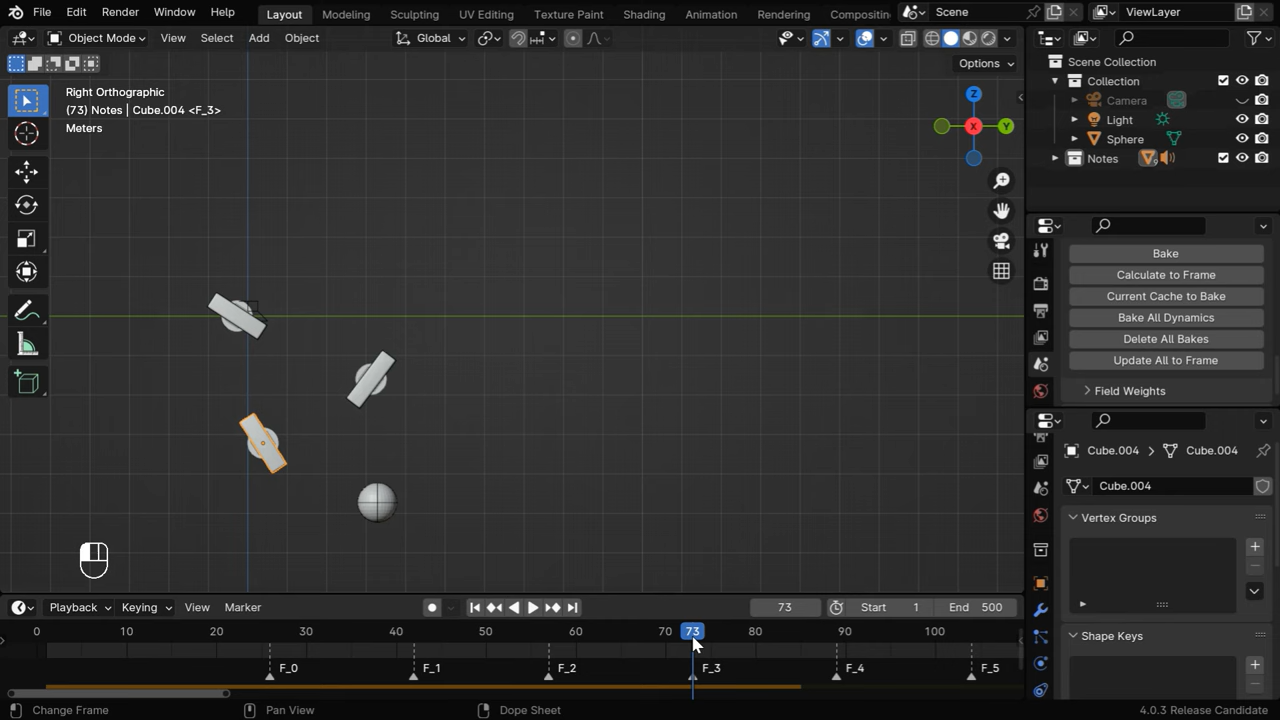 File Edit Render Window Help Layout Modeling Sculpting UV Editing Texture Paint Shading Animation Rendering Compositin Scene ViewLayer
Object Mode View Select Add Object Global
Options
Right Orthographic
(73) Notes | Cube.004 <F_3>
Meters
Z
X
Y
Scene Collection
Collection
Camera
Light
Sphere
Notes
Bake
Calculate to Frame
Current Cache to Bake
Bake All Dynamics
Delete All Bakes
Update All to Frame
Field Weights
Cube.004 Cube.004
Cube.004
Vertex Groups
Shape Keys
Playback Keying View Marker 73 Start 1 End 500
0 10 20 30 40 50 60 70 73 80 90 100
F_0 F_1 F_2 F_3 F_4 F_5
Change Frame Pan View Dope Sheet 4.0.3 Release Candidate